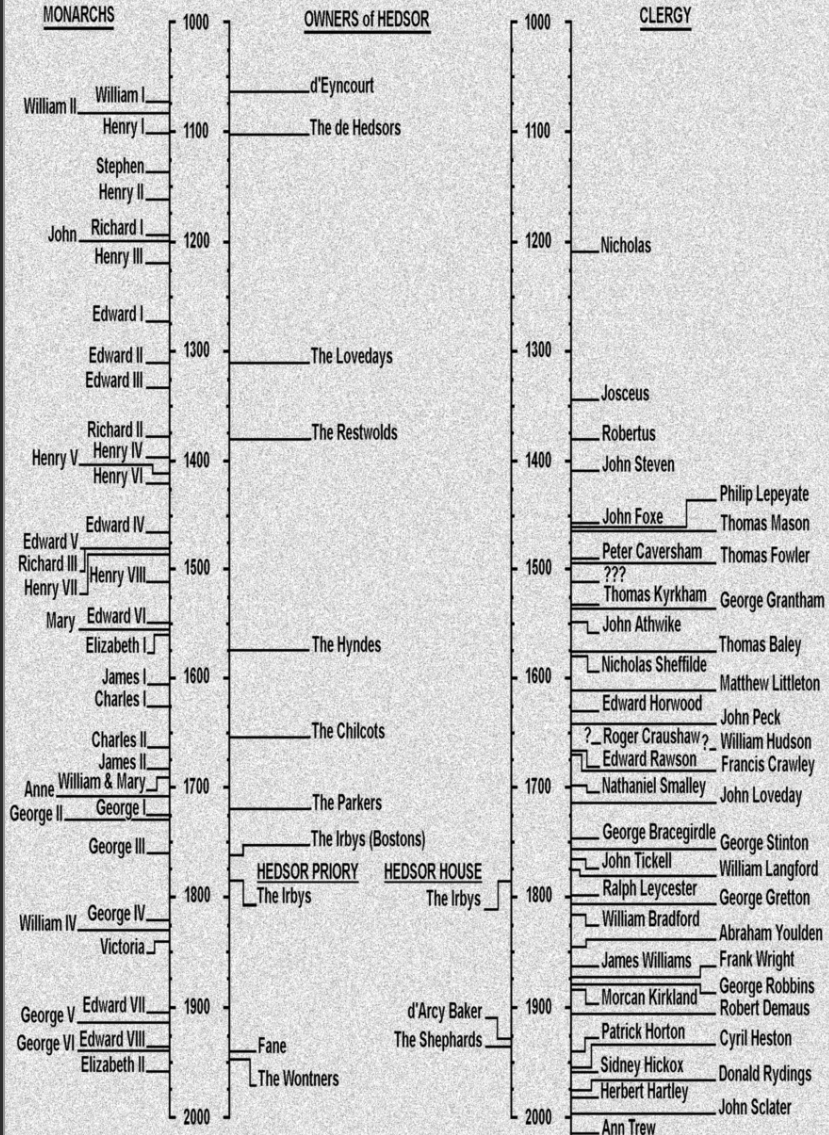 MONARCHS
William I
William II
Henry I
Stephen
Henry II
Richard I
John
Henry III
Edward I
Edward II
Edward III
Richard II
Henry IV
Henry V
Henry VI
Edward IV
Edward V
Richard III
Henry VII
Henry VIII
Edward VI
Mary
Elizabeth I
James I
Charles I
Charles II
James II
William & Mary
Anne
George I
George II
George III
George IV
William IV
Victoria
Edward VII
George V
Edward VIII
George VI
Elizabeth II
1000
1100
1200
1300
1400
1500
1600
1700
1800
1900
2000
OWNERS of HEDSOR
d'Eyncourt
The de Hedsors
The Lovedays
The Restwolds
The Hyndes
The Chilcots
The Parkers
The Irbys (Bostons)
HEDSOR PRIORY
The Irbys
Fane
The Wontners
HEDSOR HOUSE
The Irbys
d'Arcy Baker
The Shephards
1000
1100
1200
1300
1400
1500
1600
1700
1800
1900
2000
CLERGY
Nicholas
Josceus
Robertus
John Steven
Philip Lepeyate
John Foxe
Thomas Mason
Peter Caversham
Thomas Fowler
???
Thomas Kyrkham
George Grantham
John Athwike
Thomas Baley
Nicholas Sheffilde
Matthew Littleton
Edward Horwood
John Peck
? Roger Craushaw
? William Hudson
Edward Rawson
Francis Crawley
Nathaniel Smalley
John Loveday
George Bracegirdle
George Stinton
John Tickell
William Langford
Ralph Leycester
George Gretton
William Bradford
Abraham Youlden
James Williams
Frank Wright
George Robbins
Morcan Kirkland
Robert Demaus
Patrick Horton
Cyril Heston
Sidney Hickox
Donald Rydings
Herbert Hartley
John Sclater
Ann Trew